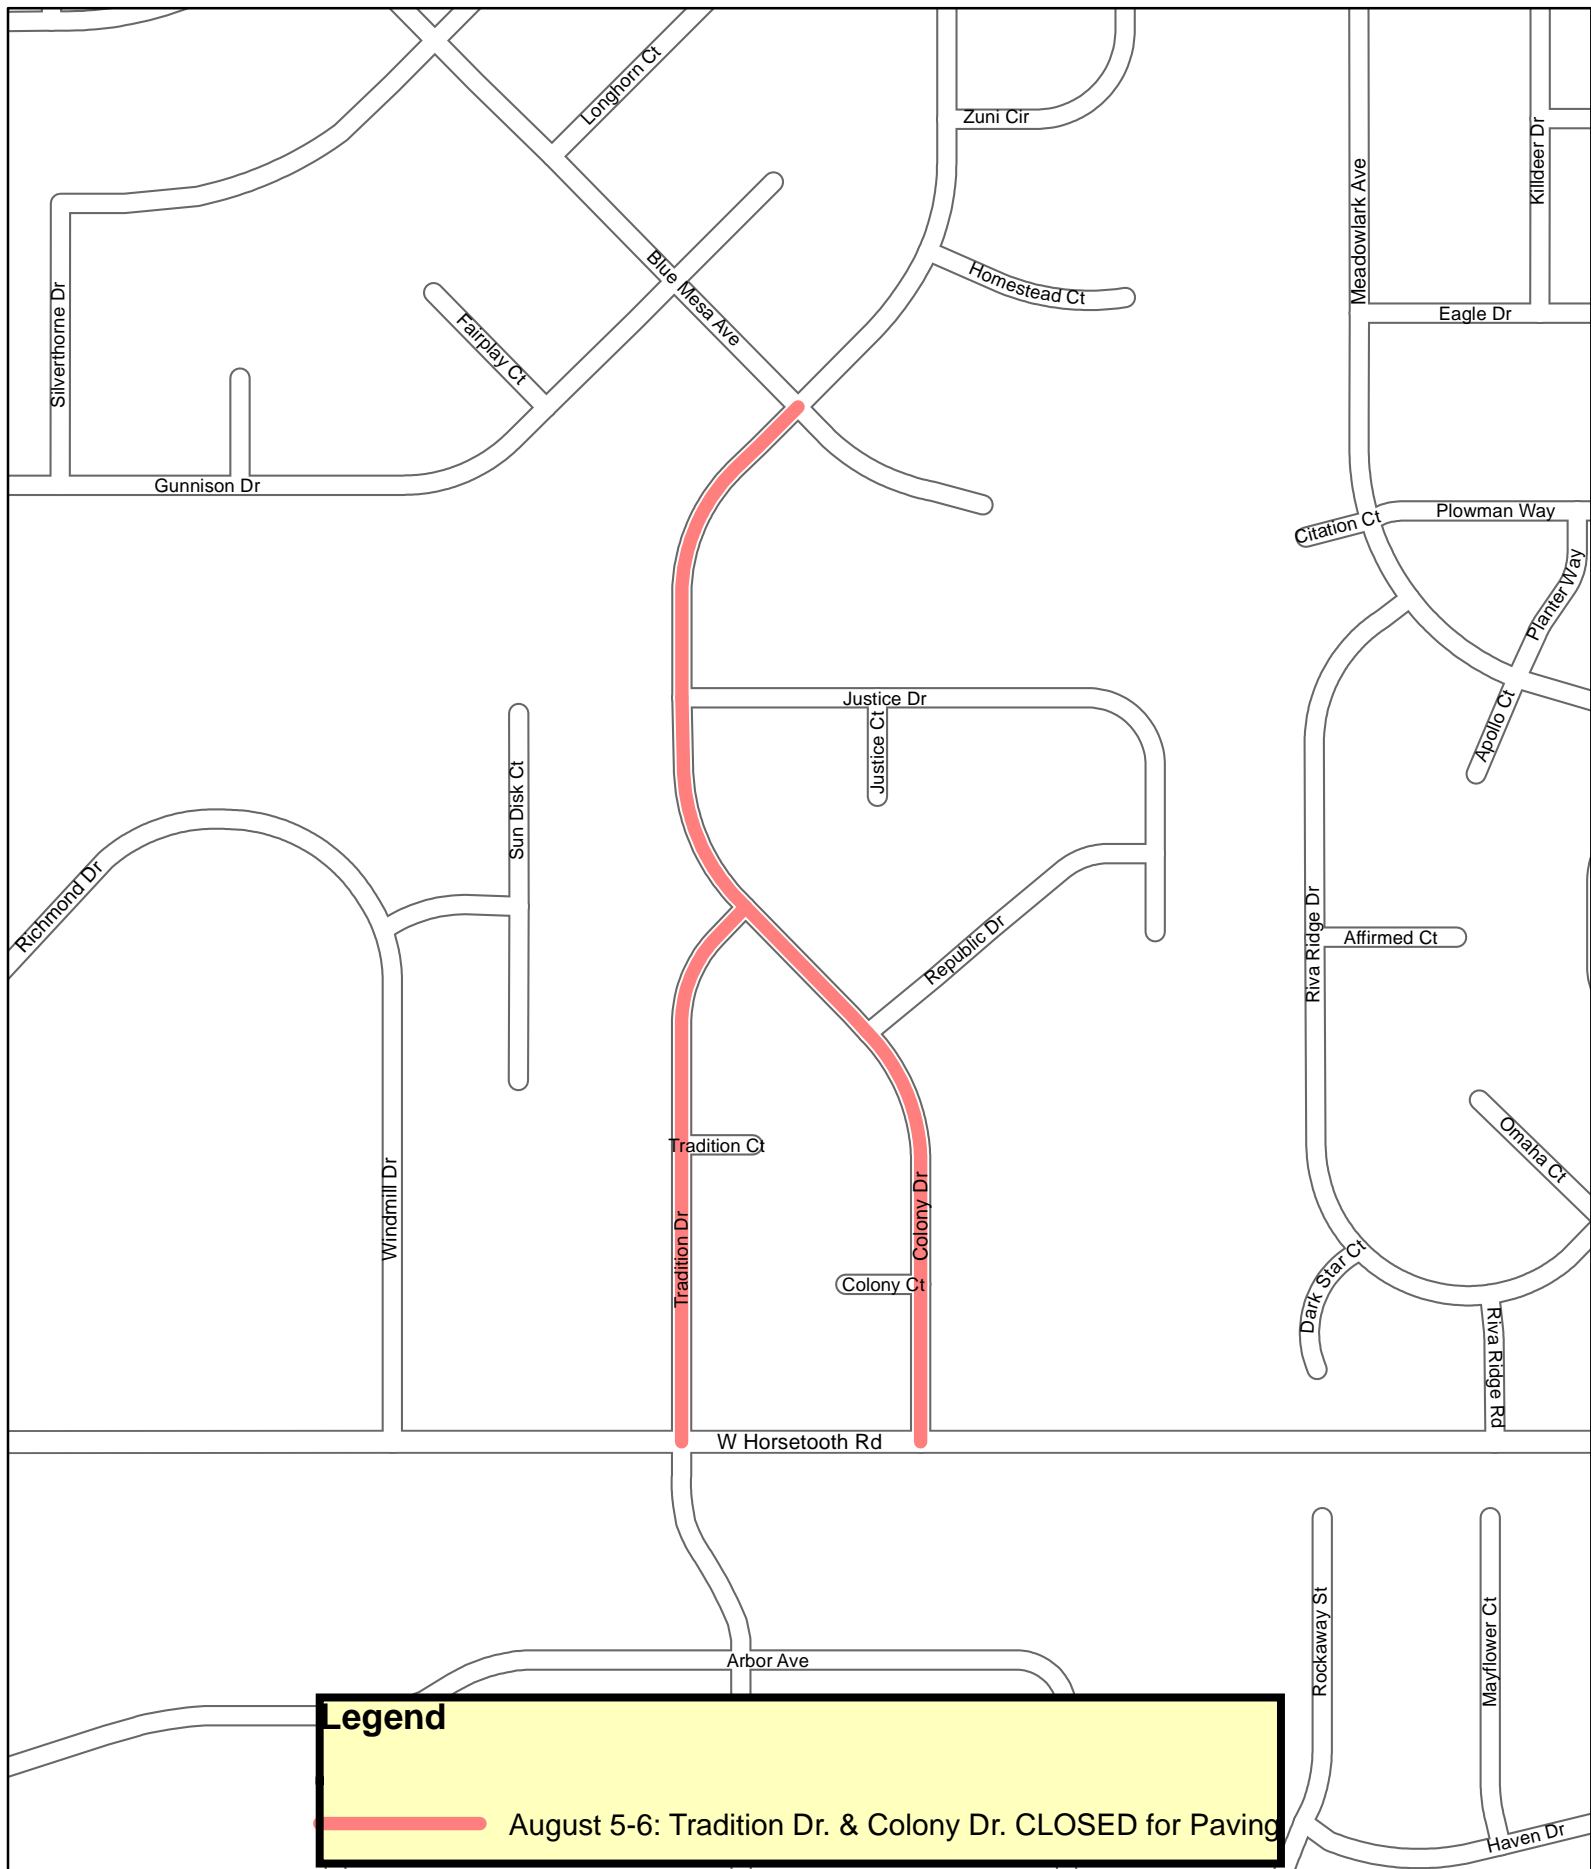 Longhorn Ct
Zuni Cir
Killdeer Dr
Meadowlark Ave
Blue Mesa Ave
Homestead Ct
Silverthorne Dr
Fairplay Ct
Eagle Dr
Gunnison Dr
Citation Ct
Plowman Way
Planter Way
Justice Dr
Justice Ct
Apollo Ct
Sun Disk Ct
Richmond Dr
Republic Dr
Riva Ridge Dr
Affirmed Ct
Tradition Ct
Omaha Ct
Windmill Dr
Tradition Dr
Colony Dr
Colony Ct
Dark Star Ct
Riva Ridge Rd
W Horsetooth Rd
Rockaway St
Mayflower Ct
Arbor Ave
Legend
August 5-6: Tradition Dr. & Colony Dr. CLOSED for Paving
Haven Dr